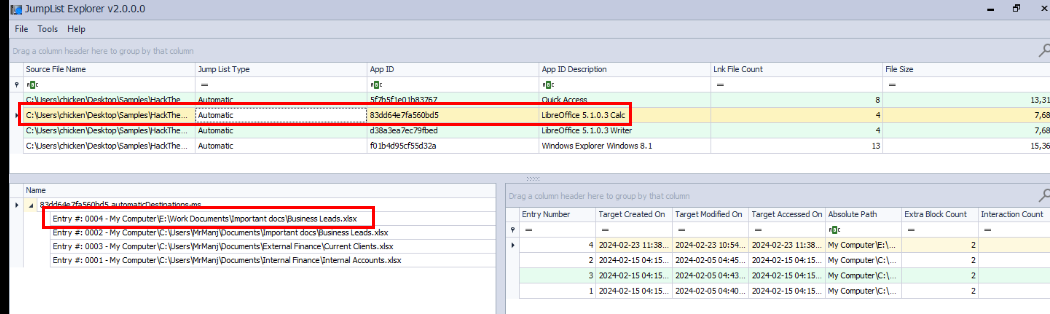 JumpList Explorer v2.0.0.0
File Tools Help
Drag a column header here to group by that column
Source File Name Jump List Type App ID App ID Description Lnk File Count File Size
C:\Users\chicken\Desktop\Samples\HackThe... Automatic 5f7b5f1e01b83767 Quick Access 8 13,31
C:\Users\chicken\Desktop\Samples\HackThe... Automatic 83dd64e7fa560bd5 LibreOffice 5.1.0.3 Calc 4 7,68
C:\Users\chicken\Desktop\Samples\HackThe... Automatic d38a3ea7ec79fbed LibreOffice 5.1.0.3 Writer 4 7,68
C:\Users\chicken\Desktop\Samples\HackThe... Automatic f01b4d95cf55d32a Windows Explorer Windows 8.1 13 15,36
Name
83dd64e7fa560bd5.automaticDestinations-ms
Entry #: 0004 - My Computer\E:\Work Documents\Important docs\Business Leads.xlsx
Entry #: 0002 - My Computer\C:\Users\MrManj\Documents\Important docs\Business Leads.xlsx
Entry #: 0003 - My Computer\C:\Users\MrManj\Documents\External Finance\Current Clients.xlsx
Entry #: 0001 - My Computer\C:\Users\MrManj\Documents\Internal Finance\Internal Accounts.xlsx
Drag a column header here to group by that column
Entry Number Target Created On Target Modified On Target Accessed On Absolute Path Extra Block Count Interaction Count
4 2024-02-23 11:38... 2024-02-23 10:54... 2024-02-23 11:38... My Computer\E:\... 2
2 2024-02-15 04:15... 2024-02-05 04:45... 2024-02-15 04:15... My Computer\C:\... 2
3 2024-02-15 04:15... 2024-02-05 04:43... 2024-02-15 04:15... My Computer\C:\... 2
1 2024-02-15 04:15... 2024-02-05 04:40... 2024-02-15 04:15... My Computer\C:\... 2